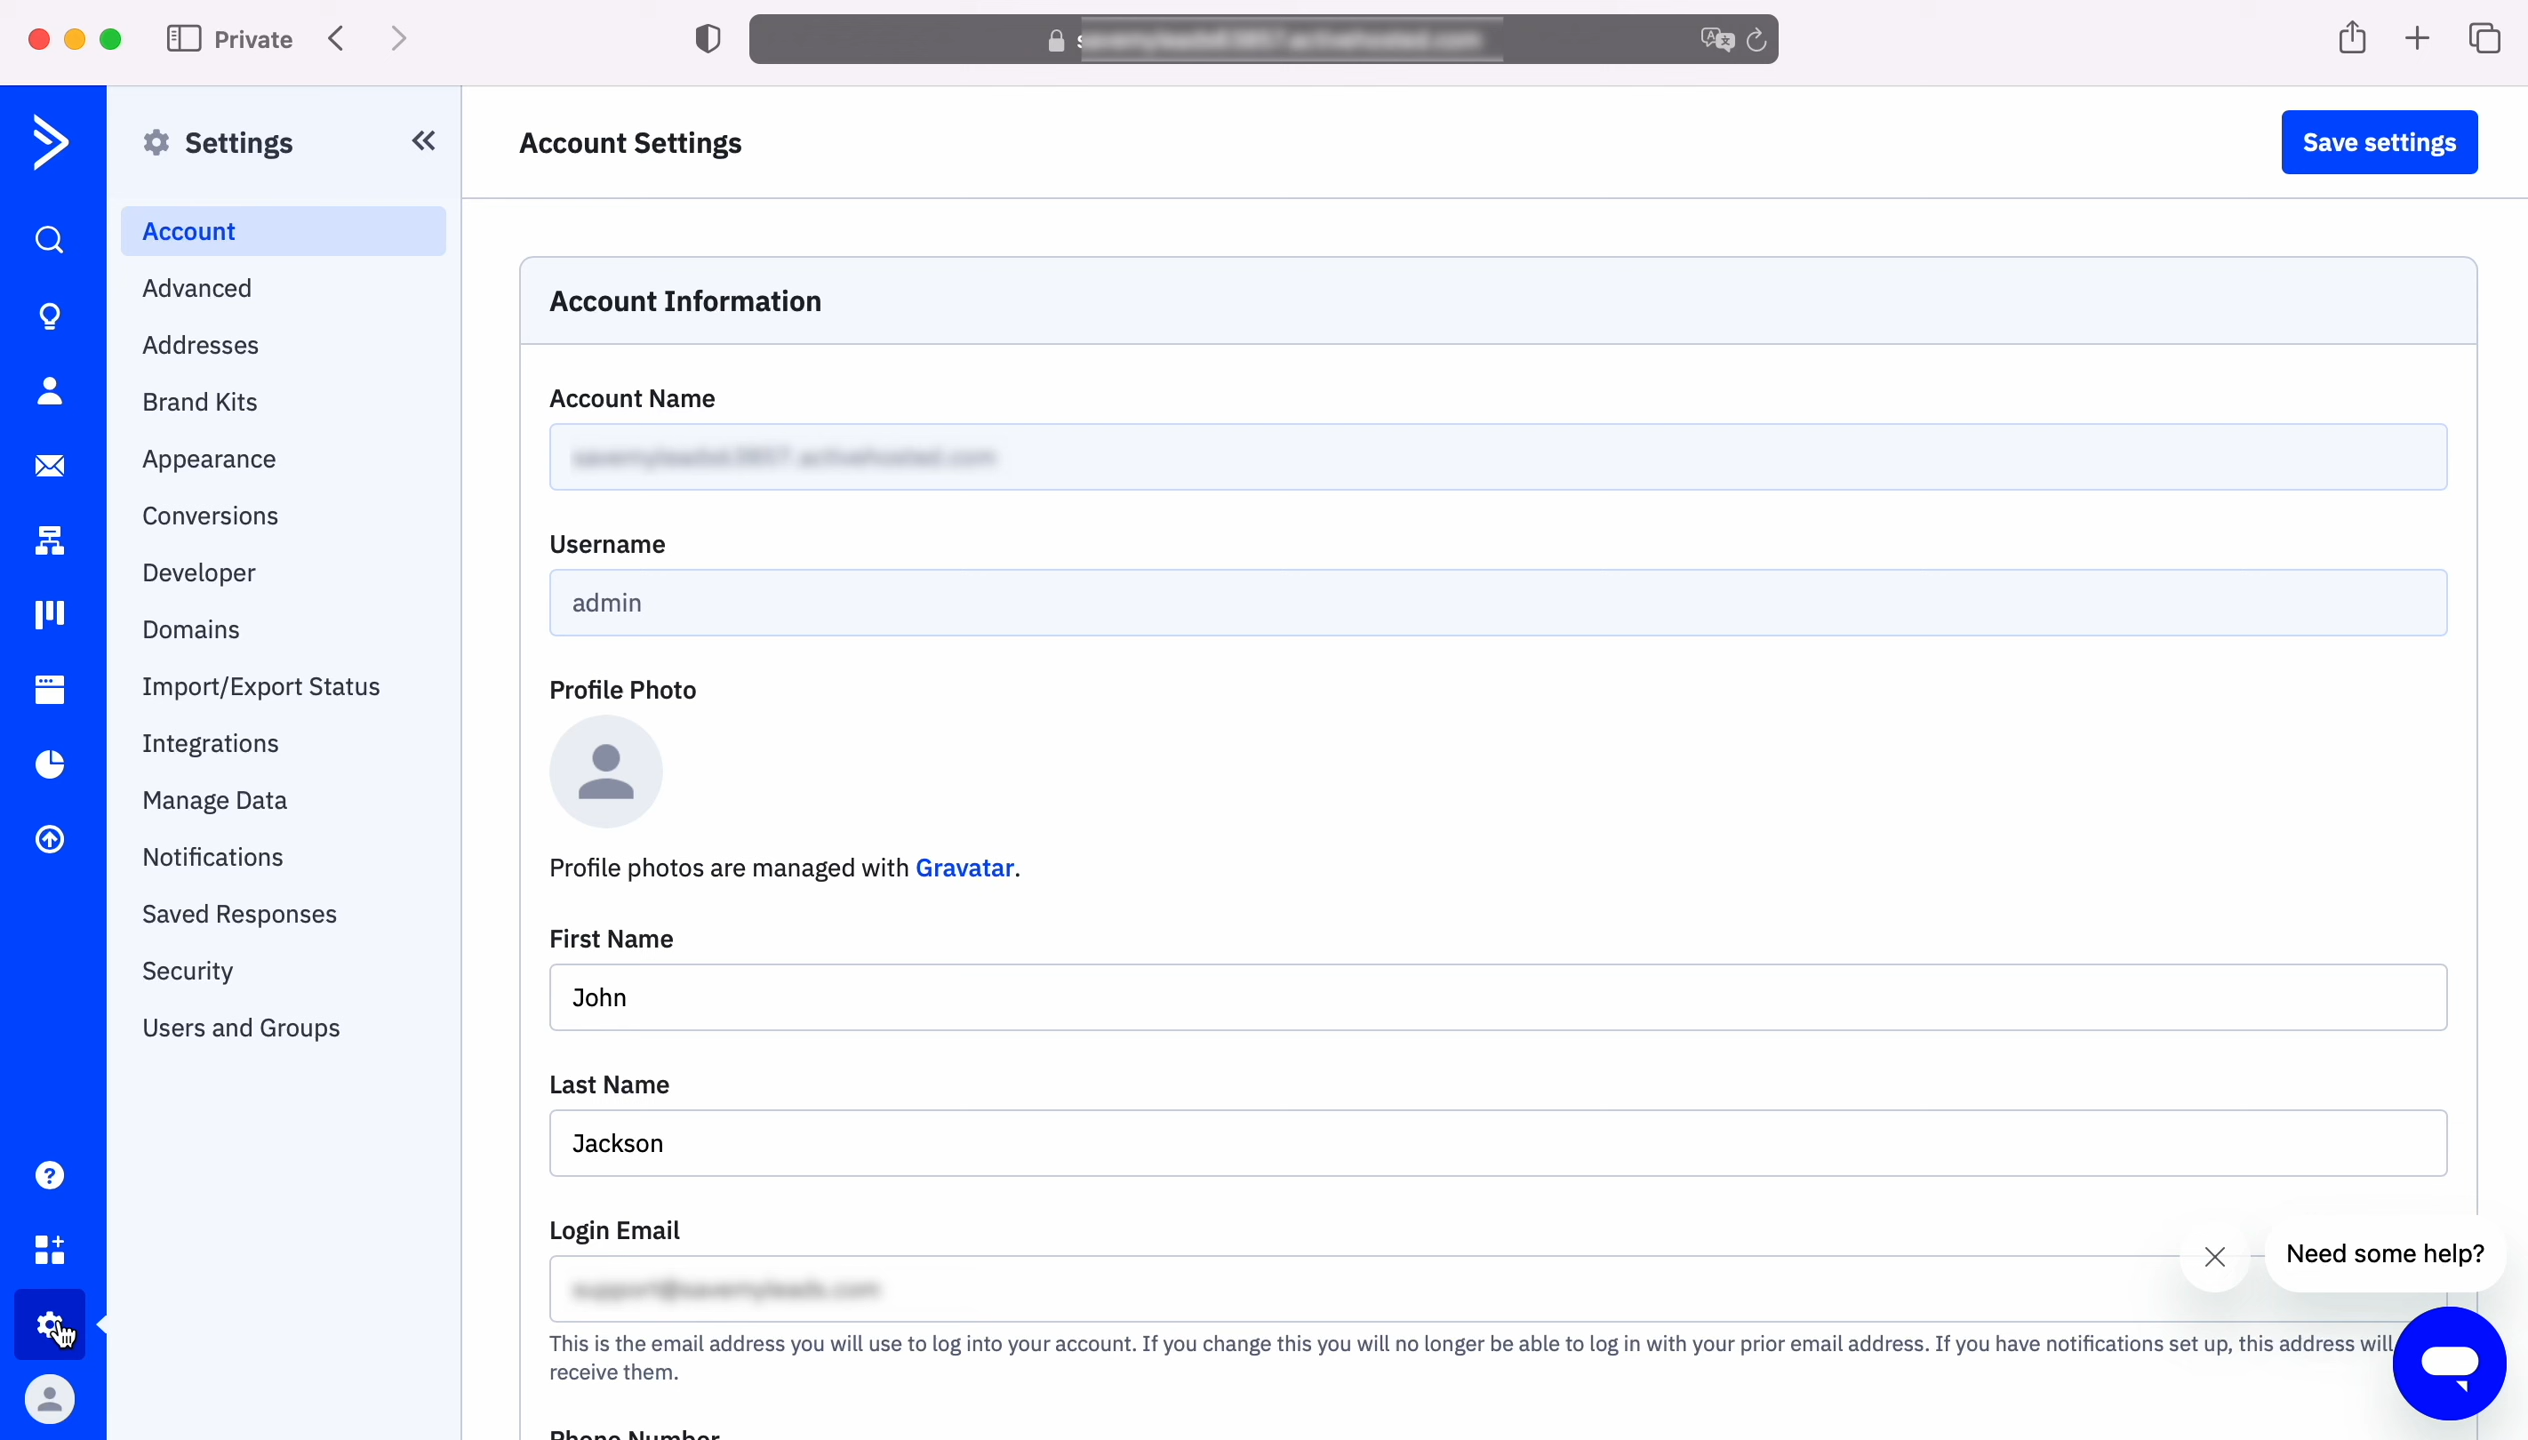 Private
Settings
Account
Advanced
Addresses
Brand Kits
Appearance
Conversions
Developer
Domains
Import/Export Status
Integrations
Manage Data
Notifications
Saved Responses
Security
Users and Groups
Account Settings
Save settings
Account Information
Account Name
Username
admin
Profile Photo
Profile photos are managed with Gravatar.
First Name
John
Last Name
Jackson
Login Email
This is the email address you will use to log into your account. If you change this you will no longer be able to log in with your prior email address. If you have notifications set up, this address will
receive them.
Phone Number
Need some help?